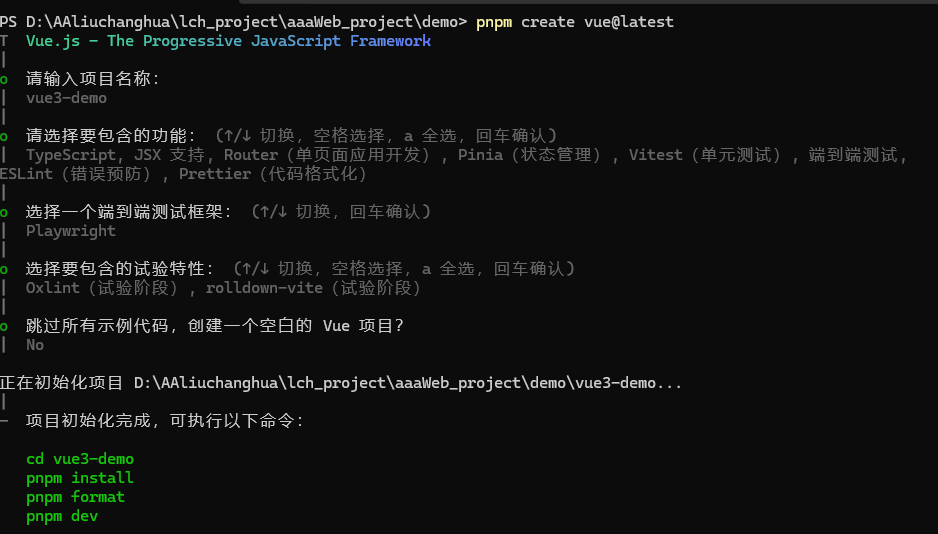 PS D:\AAliuchanghua\lch_project\aaaWeb_project\demo> pnpm create vue@latest
T  Vue.js - The Progressive JavaScript Framework
|
o  请输入项目名称：
|  vue3-demo
|
o  请选择要包含的功能： (↑/↓ 切换，空格选择，a 全选，回车确认)
|  TypeScript, JSX 支持, Router（单页面应用开发）, Pinia（状态管理）, Vitest（单元测试）, 端到端测试,
ESLint（错误预防）, Prettier（代码格式化）
|
o  选择一个端到端测试框架： (↑/↓ 切换，回车确认)
|  Playwright
|
o  选择要包含的试验特性： (↑/↓ 切换，空格选择，a 全选，回车确认)
|  Oxlint（试验阶段）, rolldown-vite（试验阶段）
|
o  跳过所有示例代码，创建一个空白的 Vue 项目？
|  No

正在初始化项目 D:\AAliuchanghua\lch_project\aaaWeb_project\demo\vue3-demo...
|
—  项目初始化完成，可执行以下命令：

   cd vue3-demo
   pnpm install
   pnpm format
   pnpm dev